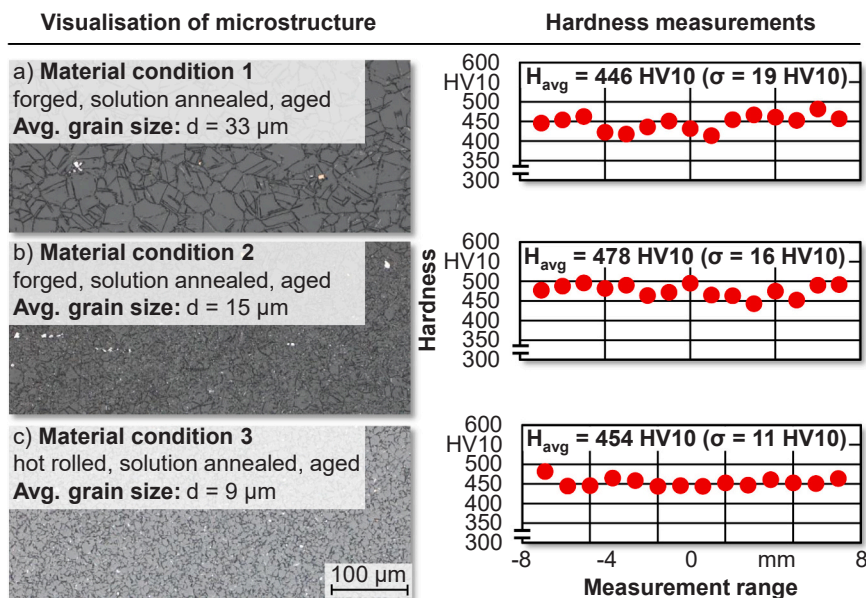 Visualisation of microstructure
Hardness measurements
a) Material condition 1
forged, solution annealed, aged
Avg. grain size: d = 33 µm
600
HV10
500
450
400
350
300
H_avg = 446 HV10 (σ = 19 HV10)
b) Material condition 2
forged, solution annealed, aged
Avg. grain size: d = 15 µm
Hardness
600
HV10
500
450
400
350
300
H_avg = 478 HV10 (σ = 16 HV10)
c) Material condition 3
hot rolled, solution annealed, aged
Avg. grain size: d = 9 µm
100 µm
600
HV10
500
450
400
350
300
H_avg = 454 HV10 (σ = 11 HV10)
-8 -4 0 mm 8
Measurement range